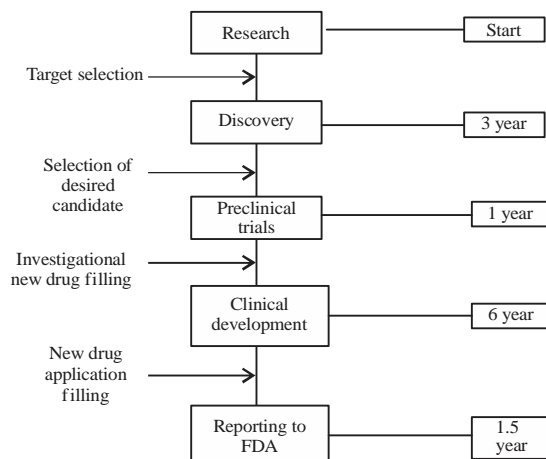 Research
Start
Target selection
Discovery
3 year
Selection of
desired
candidate
Preclinical
trials
1 year
Investigational
new drug filling
Clinical
development
6 year
New drug
application
filling
Reporting to
FDA
1.5
year